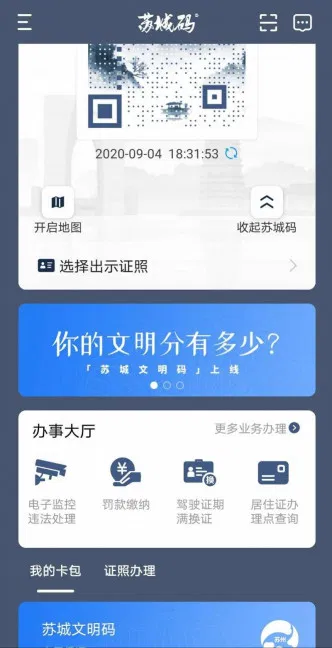 苏城码
2020-09-04 18:31:53
开启地图
收起苏城码
选择出示证照
你的文明分有多少?
「苏城文明码」上线
办事大厅
更多业务办理
电子监控
违法处理
罚款缴纳
驾驶证期
满换证
居住证办
理点查询
我的卡包
证照办理
苏城文明码
苏州